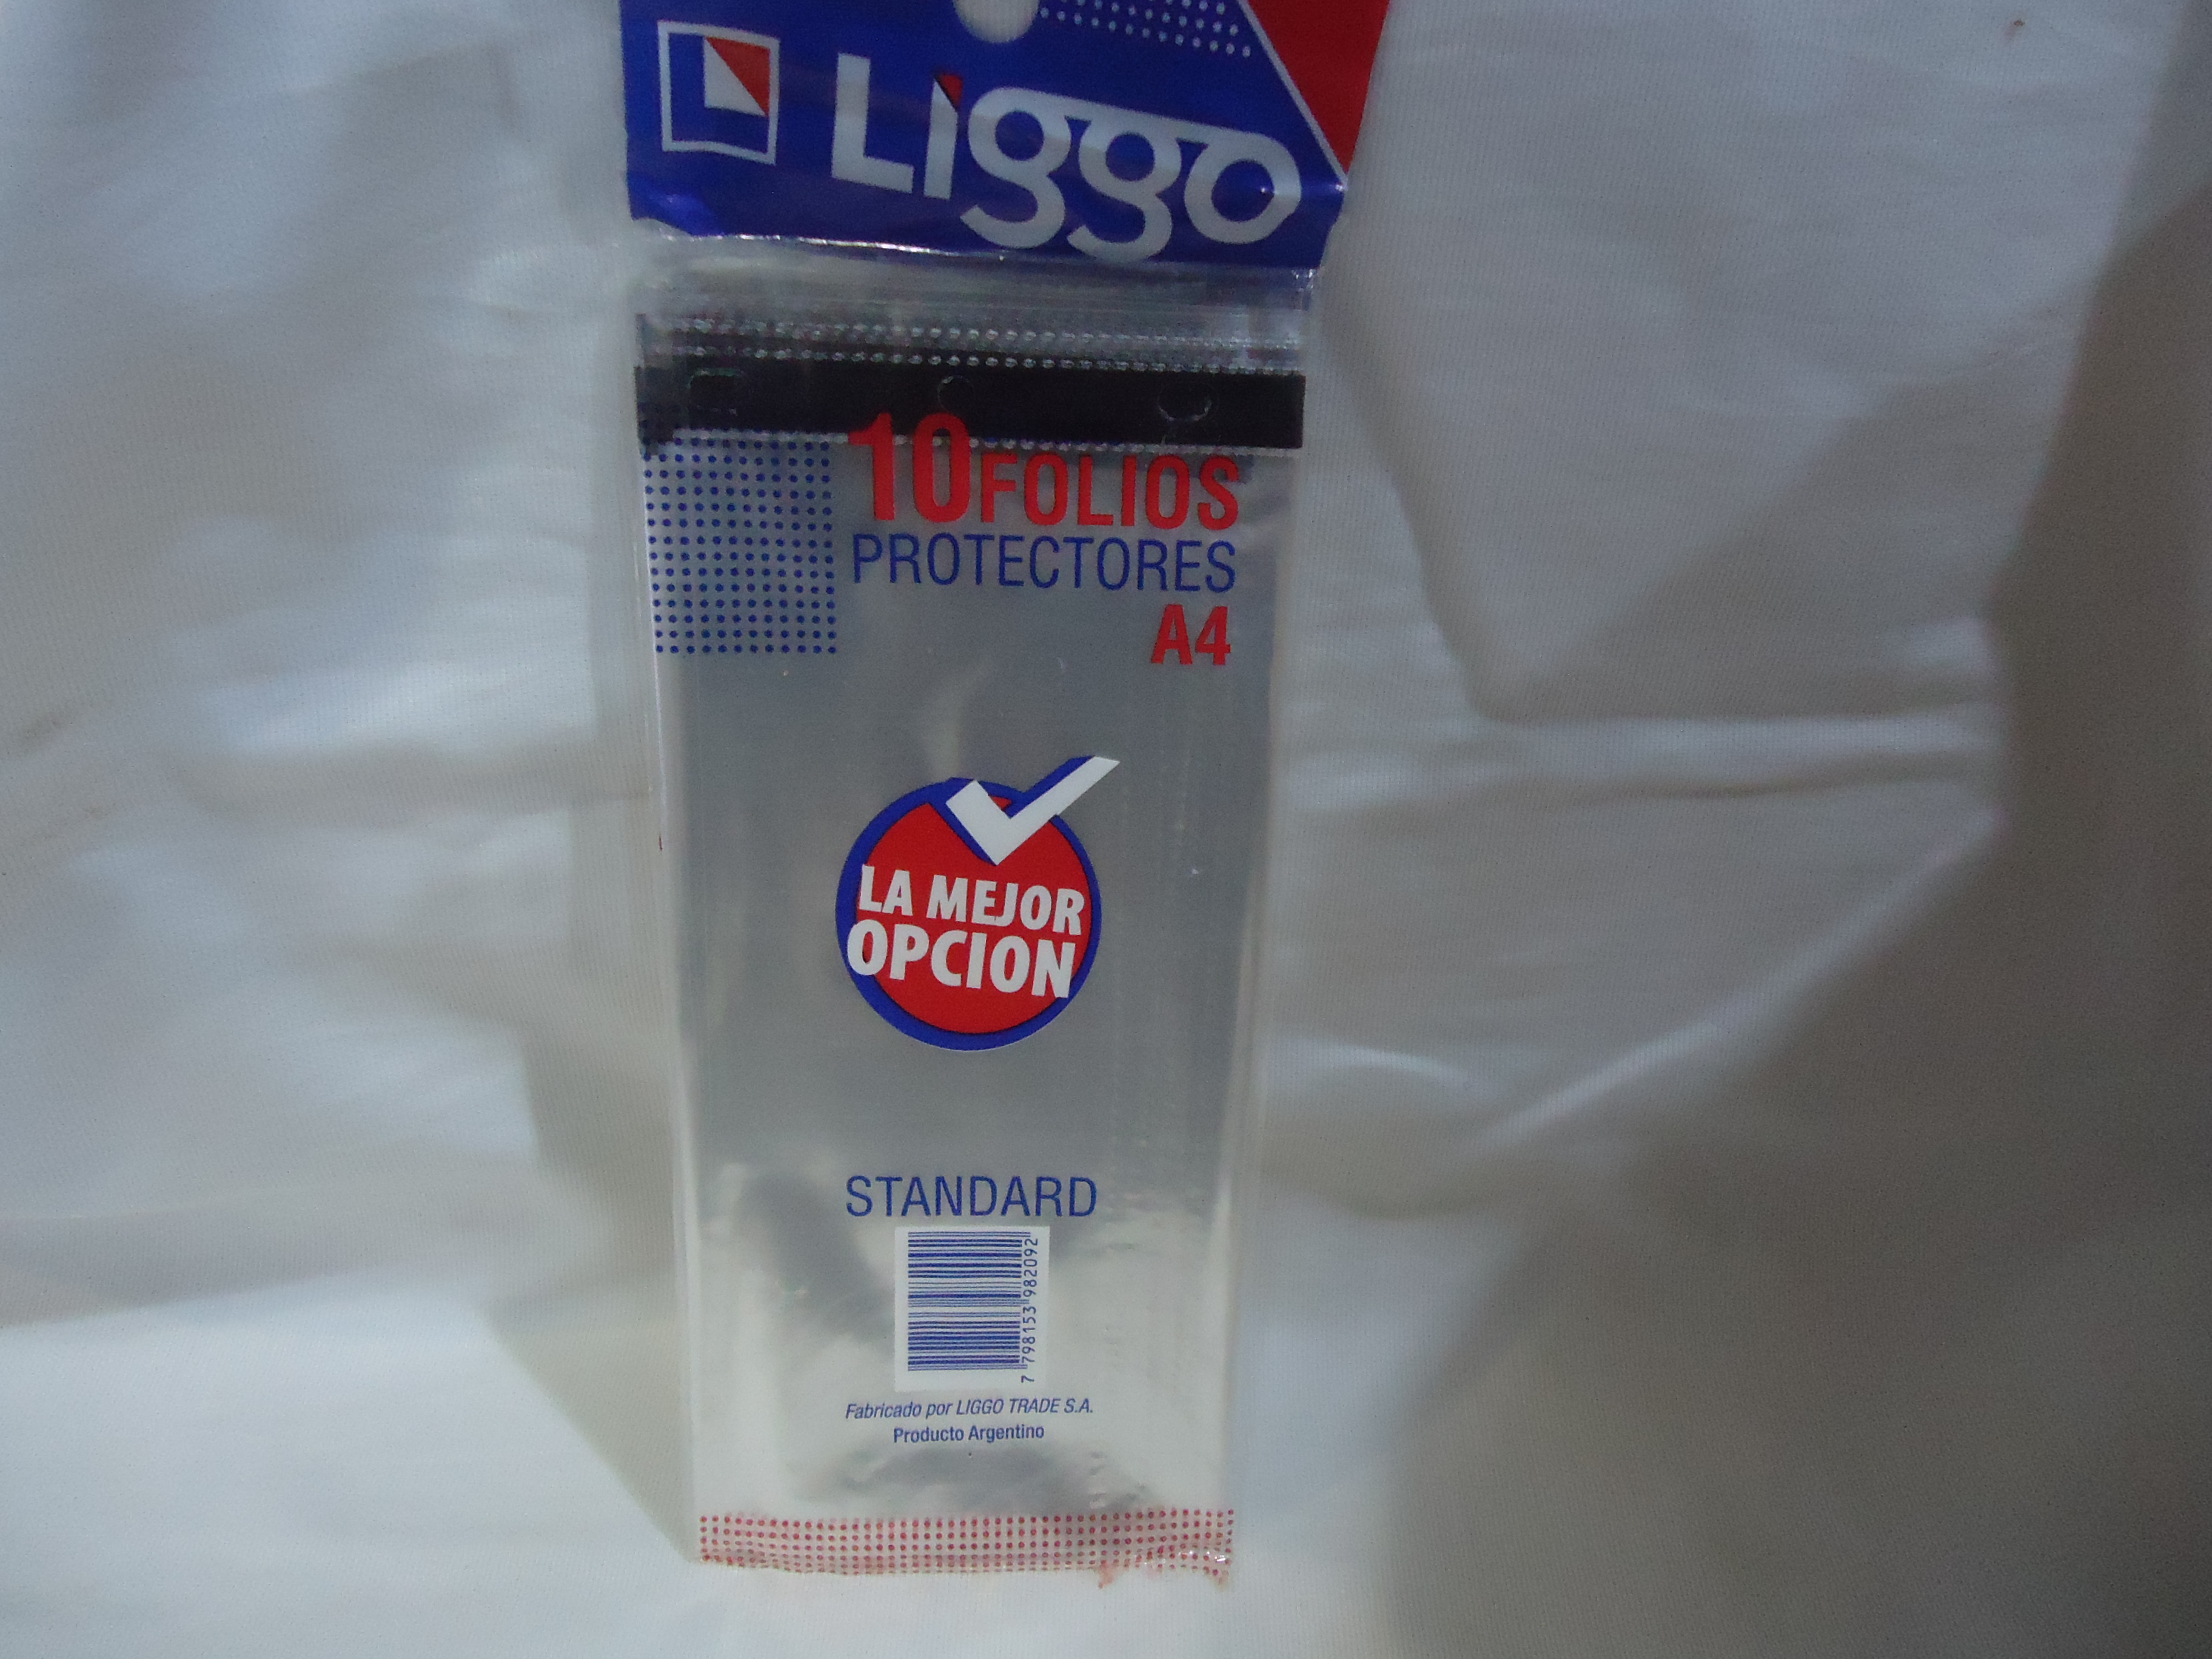 Liggo
10 FOLIOS
PROTECTORES
A4
LA MEJOR
OPCION
STANDARD
7 798153 982092
Fabricado por LIGGO TRADE S.A.
Producto Argentino